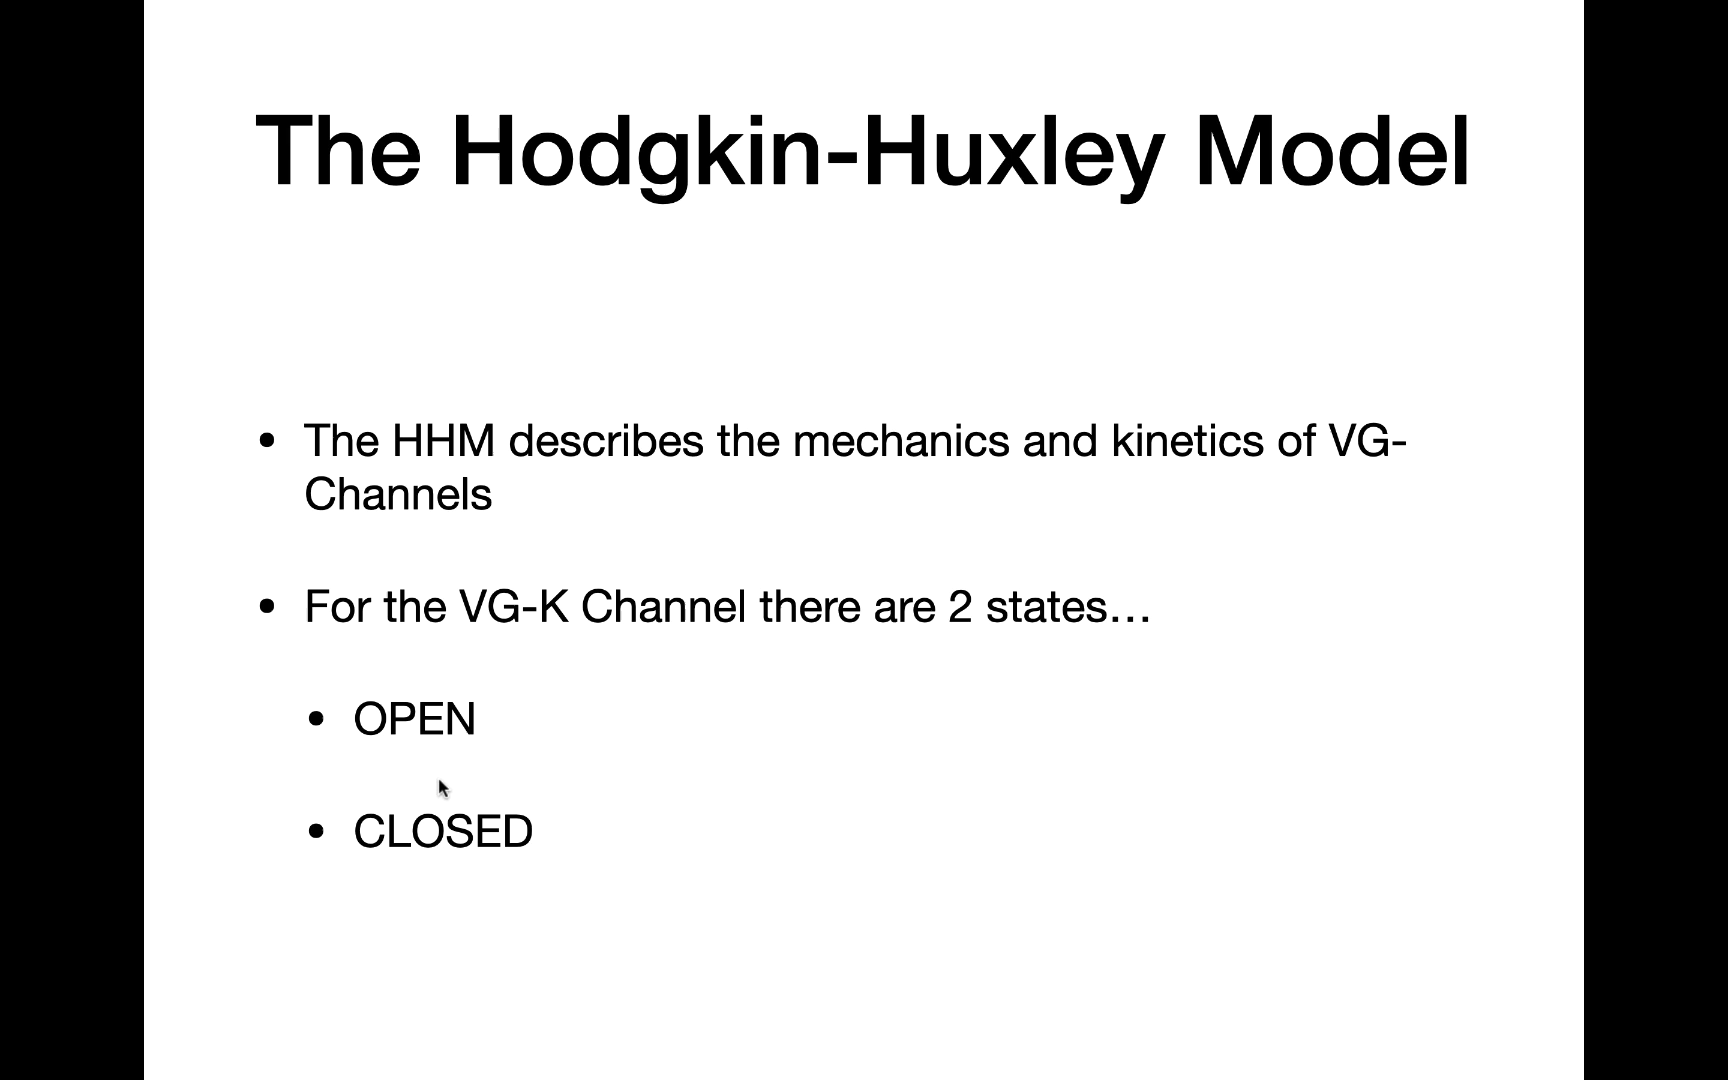 The Hodgkin-Huxley Model
• The HHM describes the mechanics and kinetics of VG-
Channels
• For the VG-K Channel there are 2 states…
• OPEN
• CLOSED